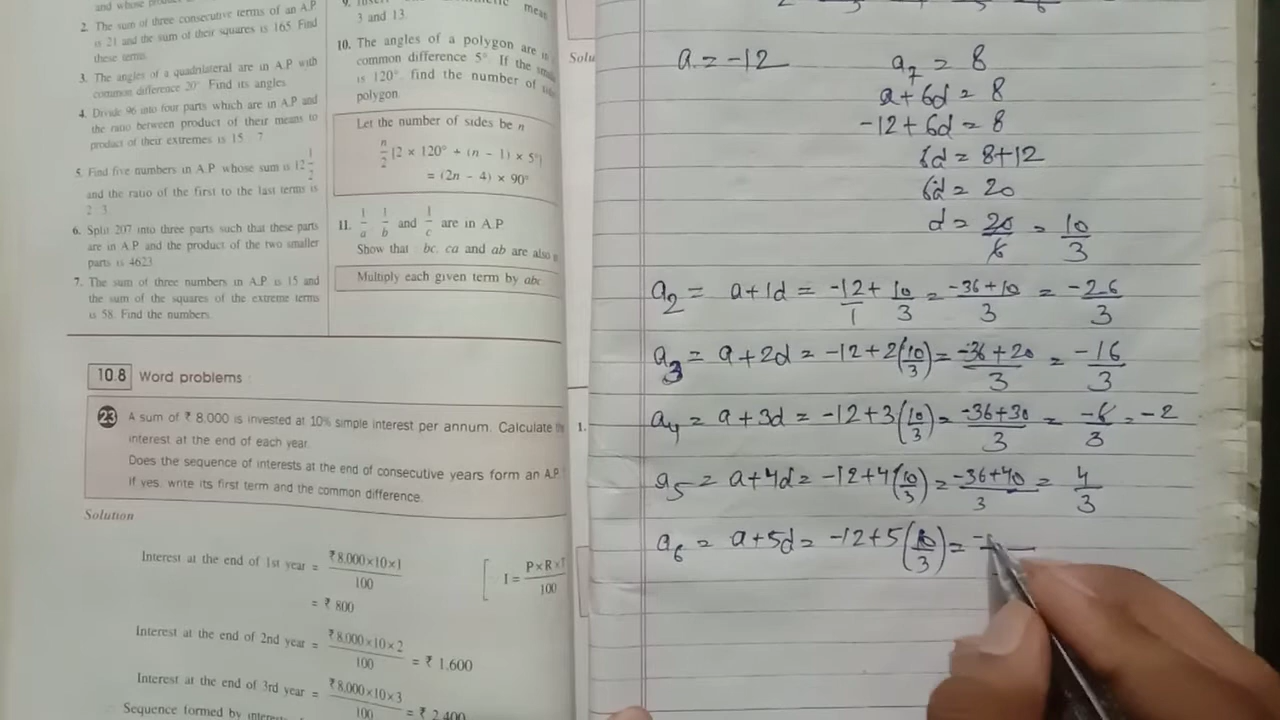 2. The sum of three consecutive terms of an A.P
is 21 and the sum of their squares is 165. Find
these terms.
3. The angles of a quadrilateral are in A.P with
common difference 20° Find its angles.
4. Divide 96 into four parts which are in A.P and
the ratio between product of their means to
product of their extremes is 15 : 7
5. Find five numbers in A.P. whose sum is 12 1/2
and the ratio of the first to the last terms is
2 : 3
6. Split 207 into three parts such that these parts
are in A.P and the product of the two smaller
parts is 4623.
7. The sum of three numbers in A.P. is 15 and
the sum of the squares of the extreme terms
is 58. Find the numbers.
3 and 13
10. The angles of a polygon are in
common difference 5° If the
is 120°, find the number of
polygon.
Let the number of sides be n
n/2 [2 × 120° + (n − 1) × 5°]
= (2n − 4) × 90°
11. 1/a 1/b and 1/c are in A.P
Show that : bc, ca and ab are also
Multiply each given term by abc
10.8 Word problems
23 A sum of ₹ 8,000 is invested at 10% simple interest per annum. Calculate
interest at the end of each year.
Does the sequence of interests at the end of consecutive years form an A.P.
If yes, write its first term and the common difference.
Solution
Interest at the end of 1st year = ₹ 8,000×10×1/100 [ I = P×R×T/100
= ₹ 800
Interest at the end of 2nd year = ₹ 8,000×10×2/100 = ₹ 1,600
Interest at the end of 3rd year = ₹ 8,000×10×3/100 = ₹ 2,400
Sequence formed by
Solu
1.
a = -12
a7 = 8
a+6d = 8
-12+6d = 8
6d = 8+12
6d = 20
d = 20/6 = 10/3
a2 = a+1d = -12/1 + 10/3 = -36+10/3 = -26/3
a3 = a+2d = -12+2(10/3) = -36+20/3 = -16/3
a4 = a+3d = -12+3(10/3) = -36+30/3 = -6/3 = -2
a5 = a+4d = -12+4(10/3) = -36+40/3 = 4/3
a6 = a+5d = -12+5(10/3) = -